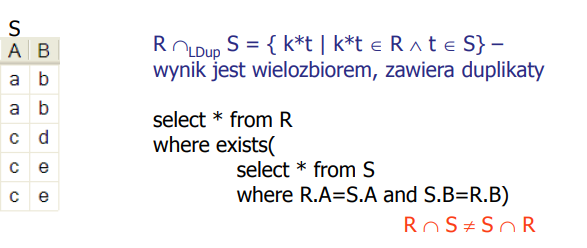 S
A B
a b
a b
c d
c e
c e
R ∩LDup S = { k*t | k*t ∈ R ∧ t ∈ S} –
wynik jest wielozbiorem, zawiera duplikaty
select * from R
where exists(
select * from S
where R.A=S.A and S.B=R.B)
R ∩ S ≠ S ∩ R